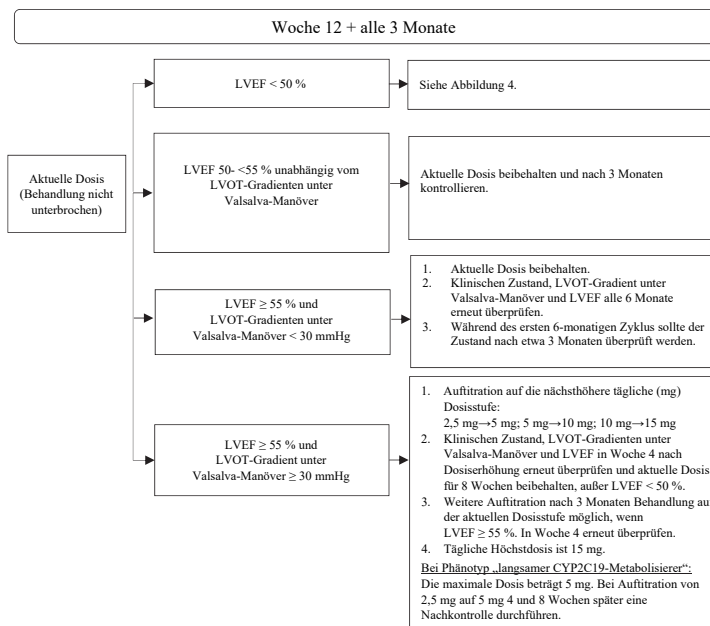 Woche 12 + alle 3 Monate
Aktuelle Dosis
(Behandlung nicht
unterbrochen)
LVEF < 50 %
Siehe Abbildung 4.
LVEF 50- <55 % unabhängig vom
LVOT-Gradienten unter
Valsalva-Manöver
Aktuelle Dosis beibehalten und nach 3 Monaten
kontrollieren.
LVEF ≥ 55 % und
LVOT-Gradienten unter
Valsalva-Manöver < 30 mmHg
1. Aktuelle Dosis beibehalten.
2. Klinischen Zustand, LVOT-Gradient unter
Valsalva-Manöver und LVEF alle 6 Monate
erneut überprüfen.
3. Während des ersten 6-monatigen Zyklus sollte der
Zustand nach etwa 3 Monaten überprüft werden.
LVEF ≥ 55 % und
LVOT-Gradient unter
Valsalva-Manöver ≥ 30 mmHg
1. Auftitration auf die nächsthöhere tägliche (mg)
Dosisstufe:
2,5 mg→5 mg; 5 mg→10 mg; 10 mg→15 mg
2. Klinischen Zustand, LVOT-Gradienten unter
Valsalva-Manöver und LVEF in Woche 4 nach
Dosiserhöhung erneut überprüfen und aktuelle Dosis
für 8 Wochen beibehalten, außer LVEF < 50 %.
3. Weitere Auftitration nach 3 Monaten Behandlung au
der aktuellen Dosisstufe möglich, wenn
LVEF ≥ 55 %. In Woche 4 erneut überprüfen.
4. Tägliche Höchstdosis ist 15 mg.
Bei Phänotyp „langsamer CYP2C19-Metabolisierer“:
Die maximale Dosis beträgt 5 mg. Bei Auftitration von
2,5 mg auf 5 mg 4 und 8 Wochen später eine
Nachkontrolle durchführen.